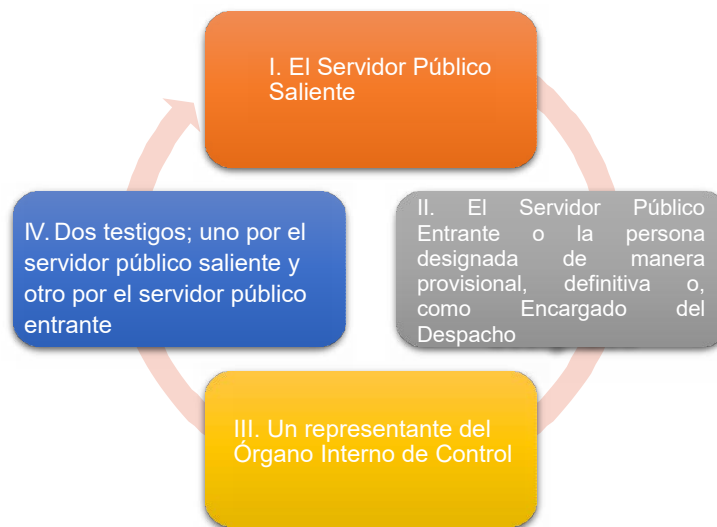 I. El Servidor Público
Saliente
II. El Servidor Público
Entrante o la persona
designada de manera
provisional, definitiva o,
como Encargado del
Despacho
III. Un representante del
Órgano Interno de Control
IV. Dos testigos; uno por el
servidor público saliente y
otro por el servidor público
entrante